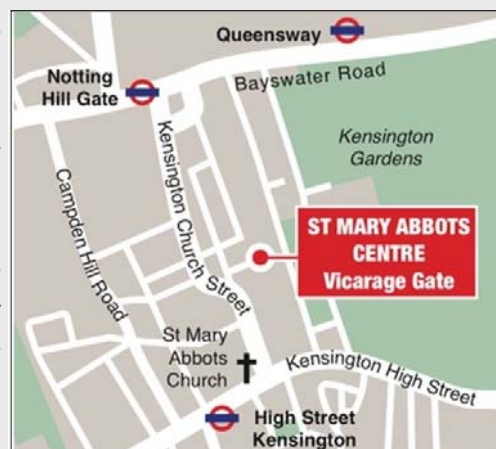 Queensway
Bayswater Road
Notting
Hill Gate
Kensington
Gardens
Kensington Church Street
Campden Hill Road
ST MARY ABBOTS
CENTRE
Vicarage Gate
St Mary
Abbots
Church
Kensington High Street
High Street
Kensington